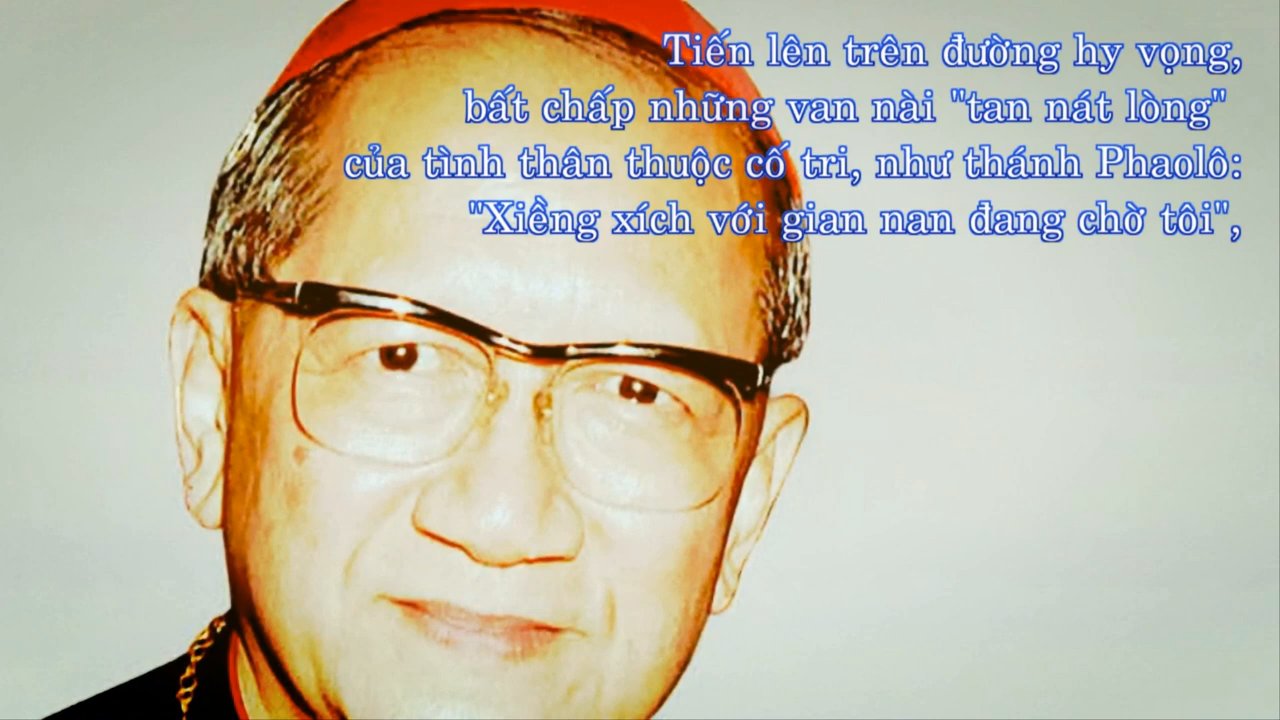 Tiến lên trên đường hy vọng,
bất chấp những van nài "tan nát lòng"
của tình thân thuộc cố tri, như thánh Phaolô:
"Xiềng xích với gian nan đang chờ tôi",